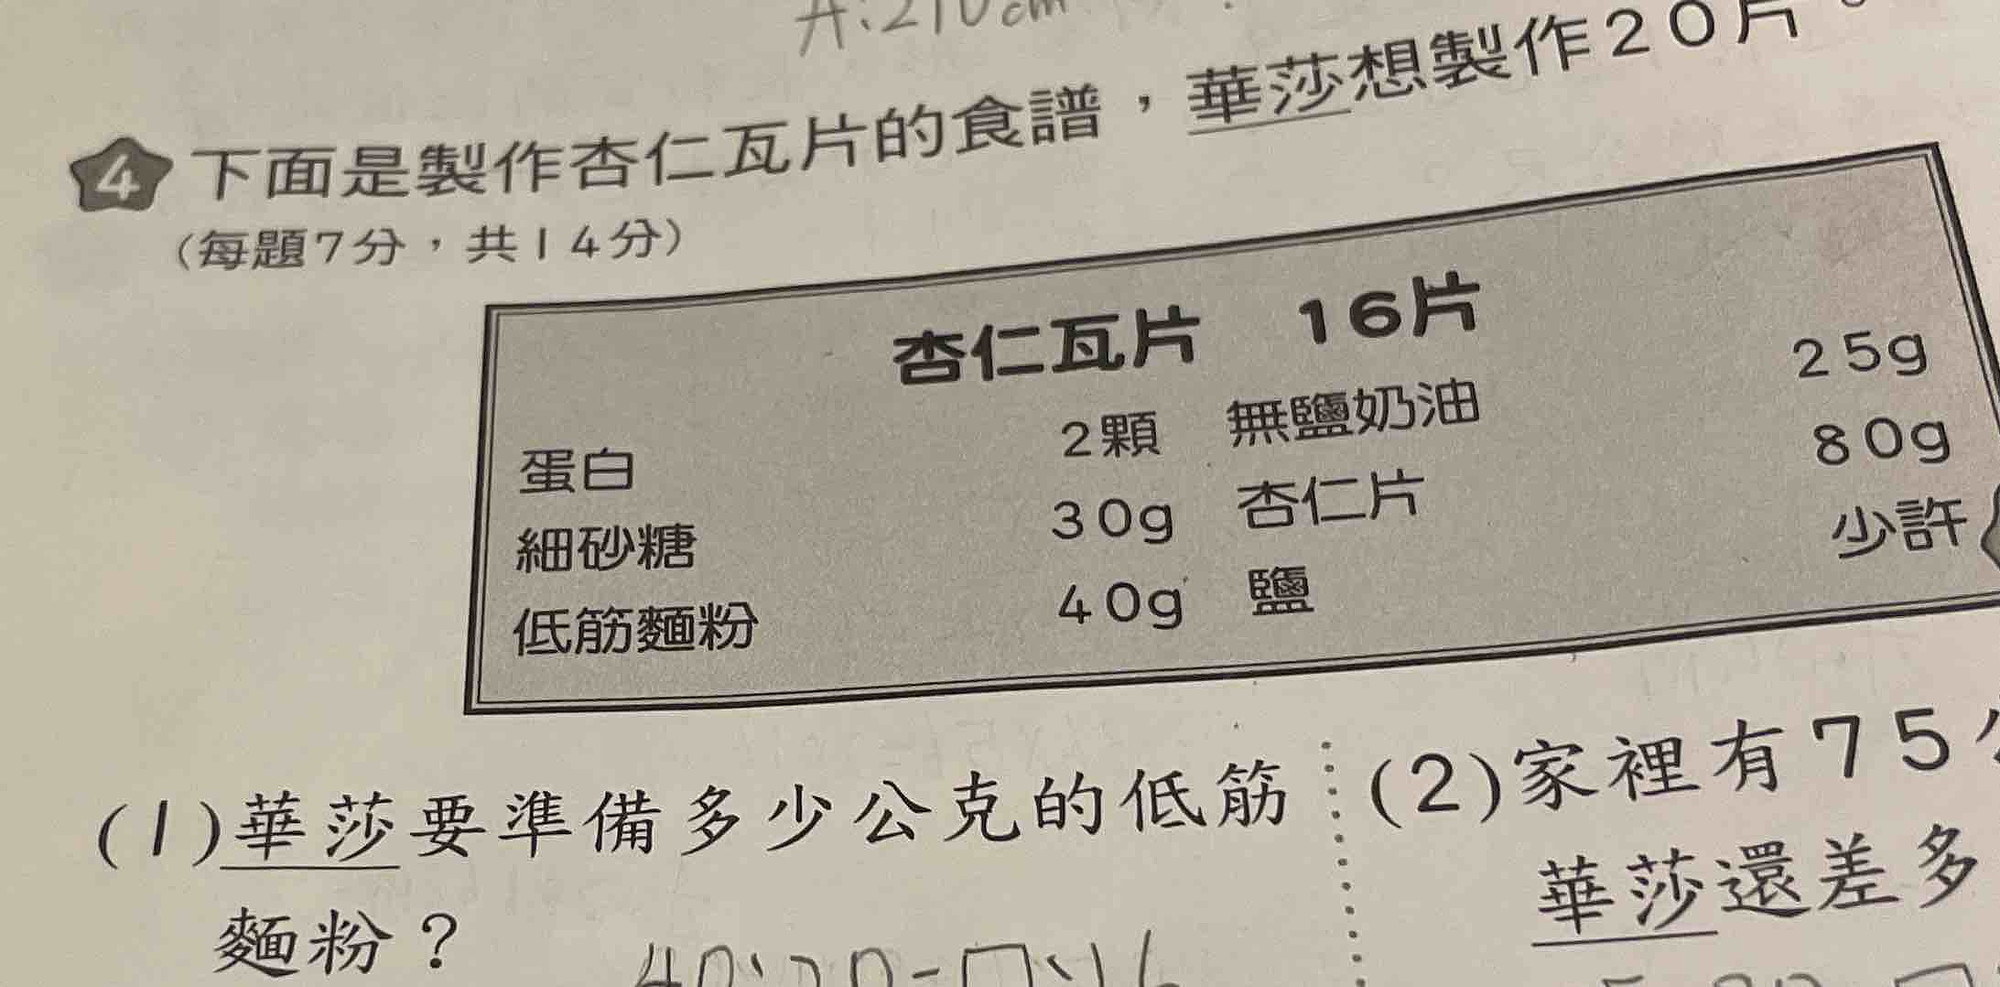 4 下面是製作杏仁瓦片的食譜，華莎想製作20片。
（每題7分，共14分）
杏仁瓦片 16片
蛋白 2顆 無鹽奶油 25g
細砂糖 30g 杏仁片 80g
低筋麵粉 40g 鹽 少許
(1)華莎要準備多少公克的低筋
麵粉？
(2)家裡有75
華莎還差多